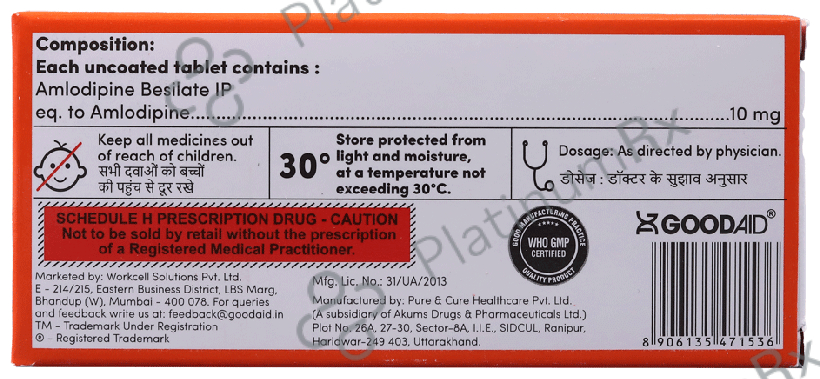 Composition:
Each uncoated tablet contains :
Amlodipine Besilate IP
eq. to Amlodipine..........................................................................................10 mg
Keep all medicines out
of reach of children.
सभी दवाओं को बच्चों
की पहुंच से दूर रखे
30°
Store protected from
light and moisture,
at a temperature not
exceeding 30°C.
Dosage: As directed by physician.
डोसेज : डॉक्टर के सुझाव अनुसार
SCHEDULE H PRESCRIPTION DRUG - CAUTION
Not to be sold by retail without the prescription
of a Registered Medical Practitioner.
GOOD MANUFACTURING PRACTICE
WHO GMP
CERTIFIED
QUALITY PRODUCT
GOODAID®
Marketed by: Workcell Solutions Pvt. Ltd.
E - 214/215, Eastern Business District, LBS Marg,
Bhandup (W), Mumbai - 400 078. For queries
and feedback write us at: feedback@goodaid.in
TM - Trademark Under Registration
® - Registered Trademark
Mfg. Lic. No.: 31/UA/2013
Manufactured by: Pure & Cure Healthcare Pvt. Ltd.
(A subsidiary of Akums Drugs & Pharmaceuticals Ltd.)
Plot No. 26A, 27-30, Sector-8A, I.I.E., SIDCUL, Ranipur,
Haridwar-249 403, Uttarakhand.
8 906135 471536
PlatinumRx